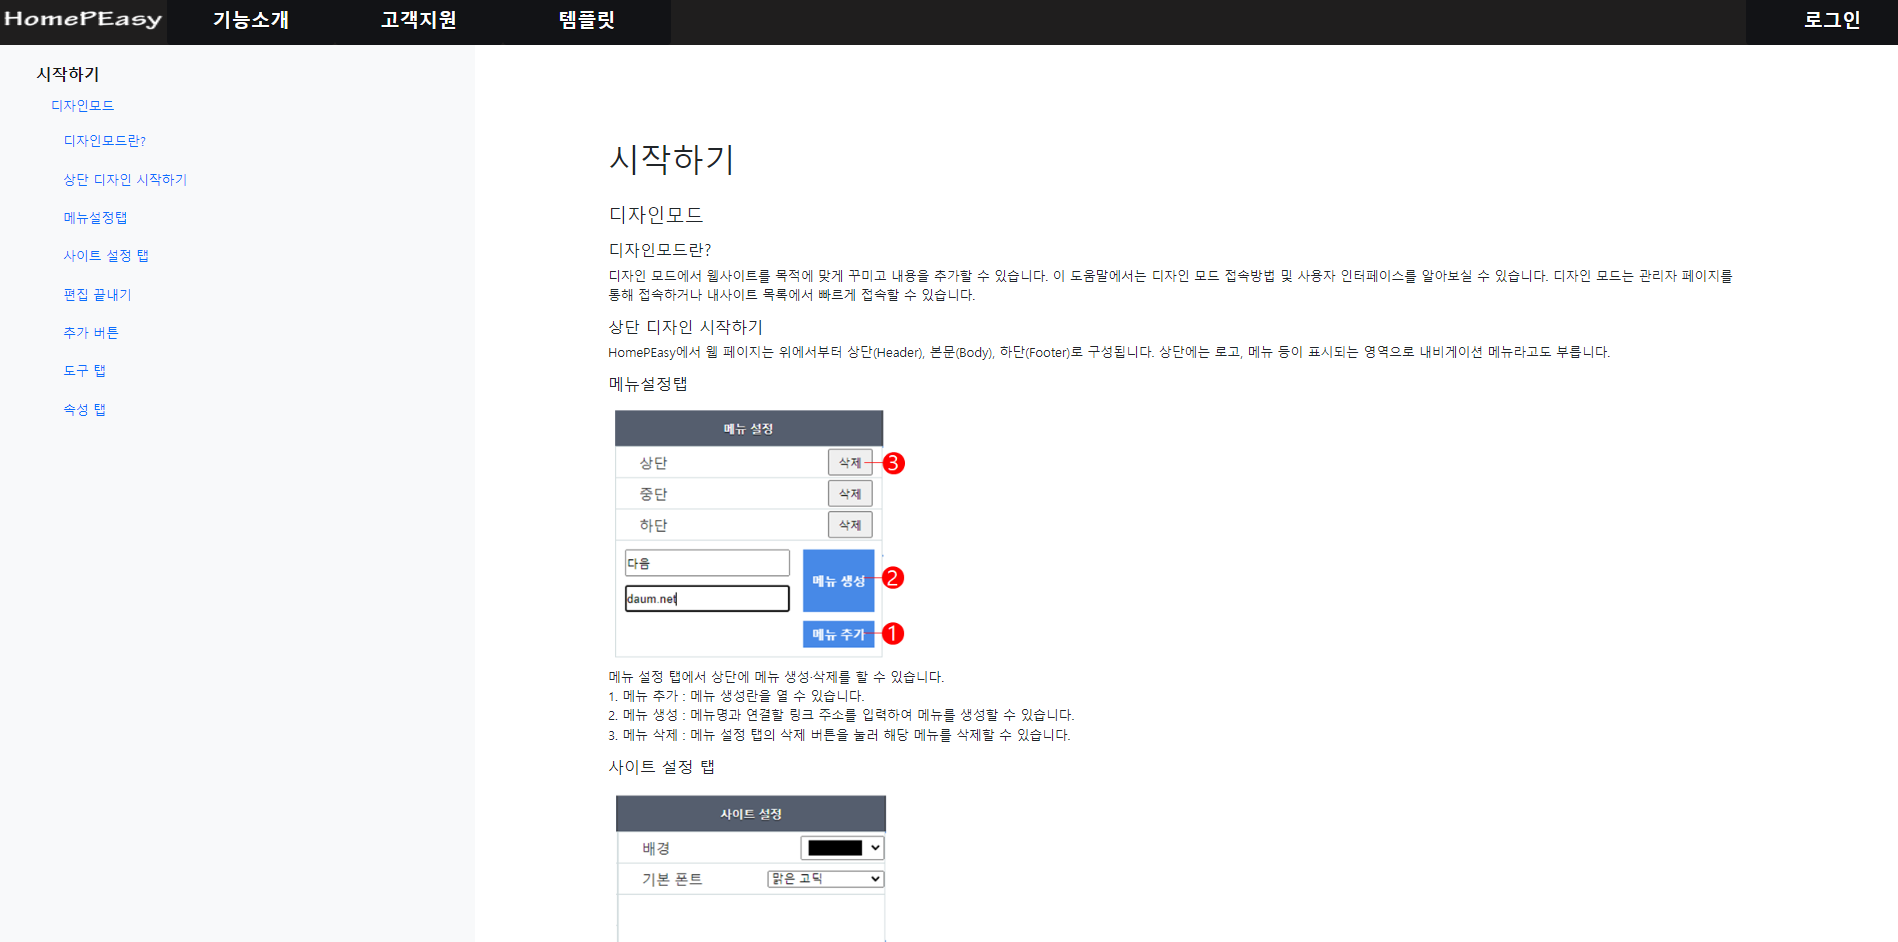 HomePEasy
기능소개
고객지원
템플릿
로그인
시작하기
디자인모드
디자인모드란?
상단 디자인 시작하기
메뉴설정탭
사이트 설정 탭
편집 끝내기
추가 버튼
도구 탭
속성 탭
시작하기
디자인모드
디자인모드란?
디자인 모드에서 웹사이트를 목적에 맞게 꾸미고 내용을 추가할 수 있습니다. 이 도움말에서는 디자인 모드 접속방법 및 사용자 인터페이스를 알아보실 수 있습니다. 디자인 모드는 관리자 페이지를
통해 접속하거나 내사이트 목록에서 빠르게 접속할 수 있습니다.
상단 디자인 시작하기
HomePEasy에서 웹 페이지는 위에서부터 상단(Header), 본문(Body), 하단(Footer)로 구성됩니다. 상단에는 로고, 메뉴 등이 표시되는 영역으로 내비게이션 메뉴라고도 부릅니다.
메뉴설정탭
메뉴 설정
상단 삭제 3
중단 삭제
하단 삭제
다음
메뉴 생성 2
daum.net
메뉴 추가 1
메뉴 설정 탭에서 상단에 메뉴 생성·삭제를 할 수 있습니다.
1. 메뉴 추가 : 메뉴 생성란을 열 수 있습니다.
2. 메뉴 생성 : 메뉴명과 연결할 링크 주소를 입력하여 메뉴를 생성할 수 있습니다.
3. 메뉴 삭제 : 메뉴 설정 탭의 삭제 버튼을 눌러 해당 메뉴를 삭제할 수 있습니다.
사이트 설정 탭
사이트 설정
배경
기본 폰트 맑은 고딕